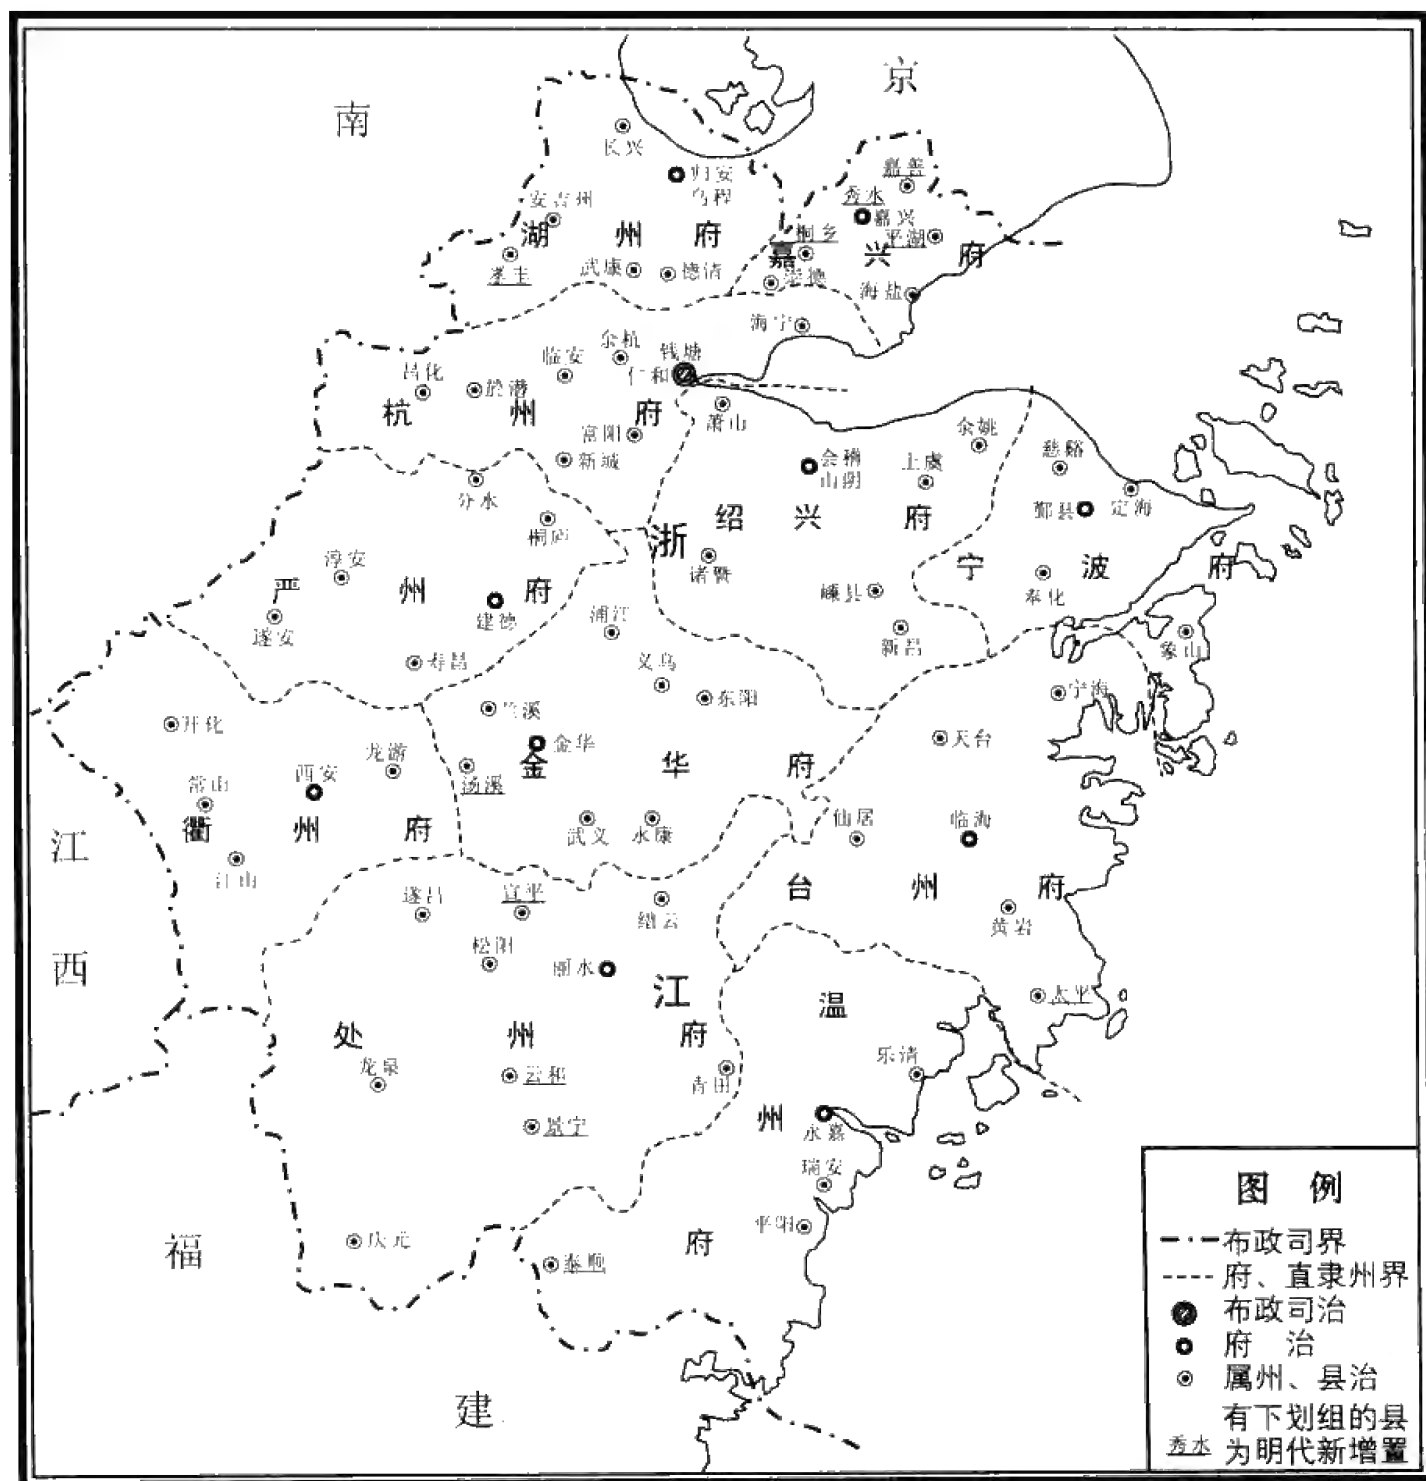 南
京
长兴
归安
乌程
安吉州
孝丰
湖州府
武康
德清
嘉善
秀水
嘉兴
平湖
桐乡
嘉兴府
崇德
海盐
海宁
余杭
钱塘
仁和
临安
昌化
於潜
杭州府
富阳
新城
萧山
余姚
慈谿
会稽
山阴
上虞
鄞县
定海
分水
桐庐
浙
绍兴府
诸暨
宁波府
淳安
严州府
遂安
建德
浦江
嵊县
新昌
奉化
象山
寿昌
义乌
东阳
宁海
开化
兰溪
金华
天台
龙游
西安
常山
汤溪
金华府
衢州府
江山
武义
永康
仙居
临海
江
西
遂昌
宣平
缙云
台州府
黄岩
松阳
丽水
江
太平
处州府
温
州
府
龙泉
云和
青田
乐清
景宁
永嘉
瑞安
平阳
庆元
泰顺
福
建
图 例
布政司界
府、直隶州界
布政司治
府 治
属州、县治
有下划组的县
秀水 为明代新增置